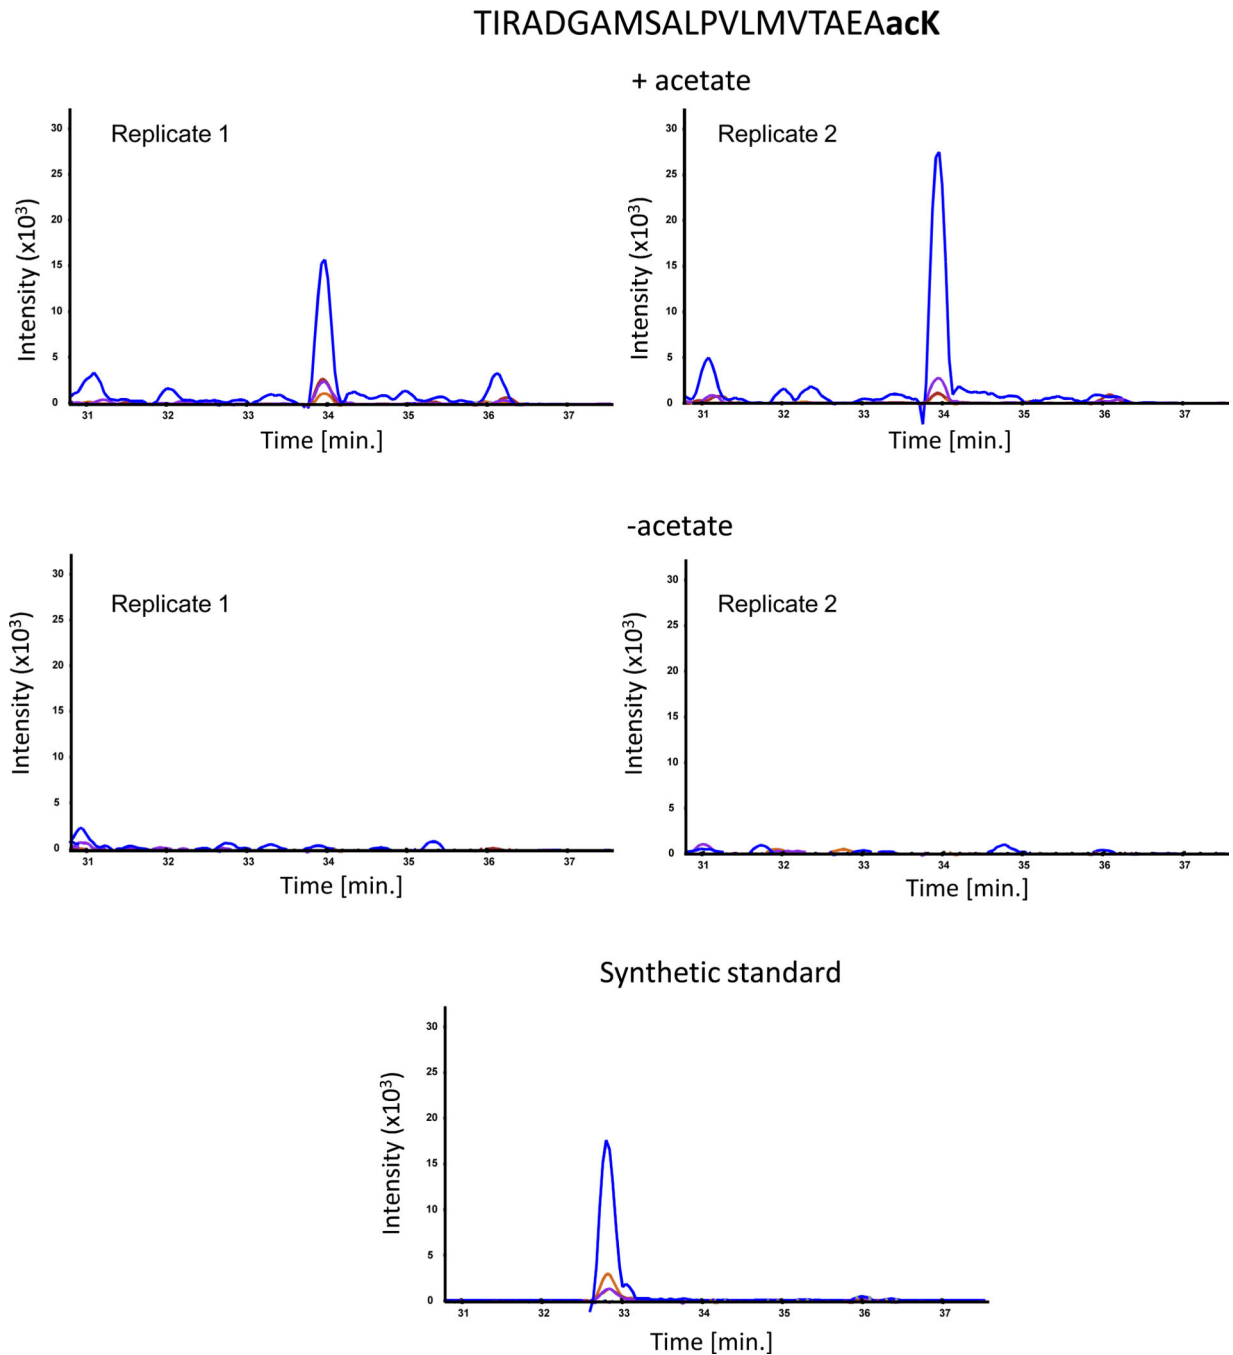 TIRADGAMSALPVLMVTAEAacK
+ acetate
Replicate 1
Intensity (x10³)
30
25
20
15
10
5
0
31 32 33 34 35 36 37
Time [min.]
Replicate 2
Intensity (x10³)
30
25
20
15
10
5
0
31 32 33 34 35 36 37
Time [min.]
-acetate
Replicate 1
Intensity (x10³)
30
25
20
15
10
5
0
31 32 33 34 35 36 37
Time [min.]
Replicate 2
Intensity (x10³)
30
25
20
15
10
5
0
31 32 33 34 35 36 37
Time [min.]
Synthetic standard
Intensity (x10³)
30
25
20
15
10
5
0
31 32 33 34 35 36 37
Time [min.]